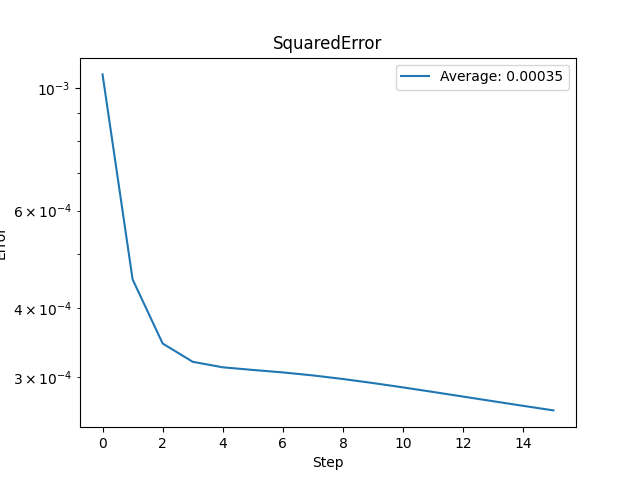 SquaredError
Average: 0.00035
10⁻³
6 × 10⁻⁴
4 × 10⁻⁴
3 × 10⁻⁴
Error
0 2 4 6 8 10 12 14
Step